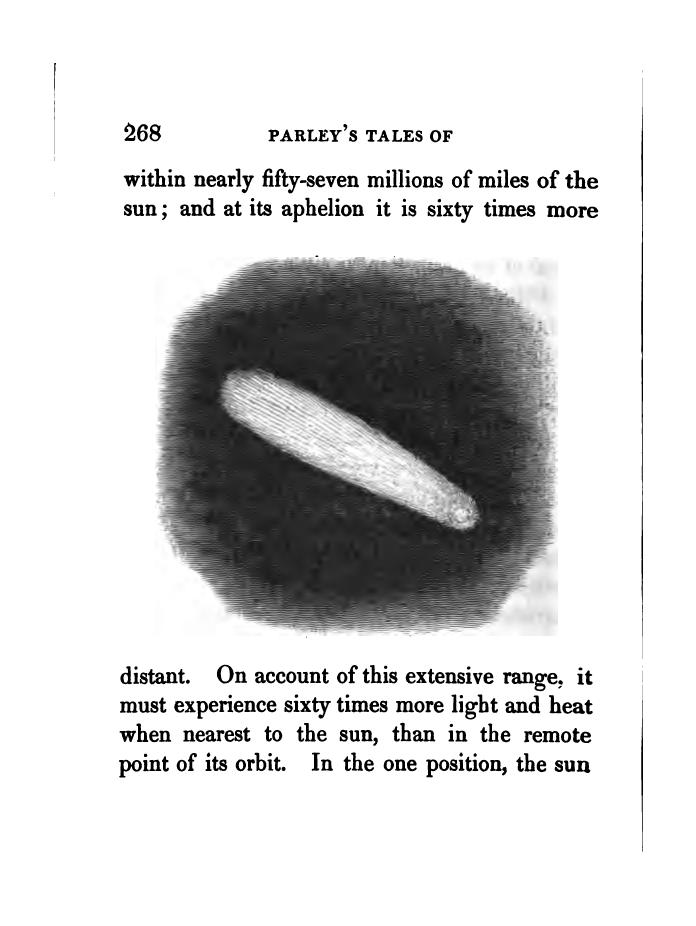 268 PARLEY'S TALES OF
within nearly fifty-seven millions of miles of the
sun; and at its aphelion it is sixty times more
distant. On account of this extensive range, it
must experience sixty times more light and heat
when nearest to the sun, than in the remote
point of its orbit. In the one position, the sun